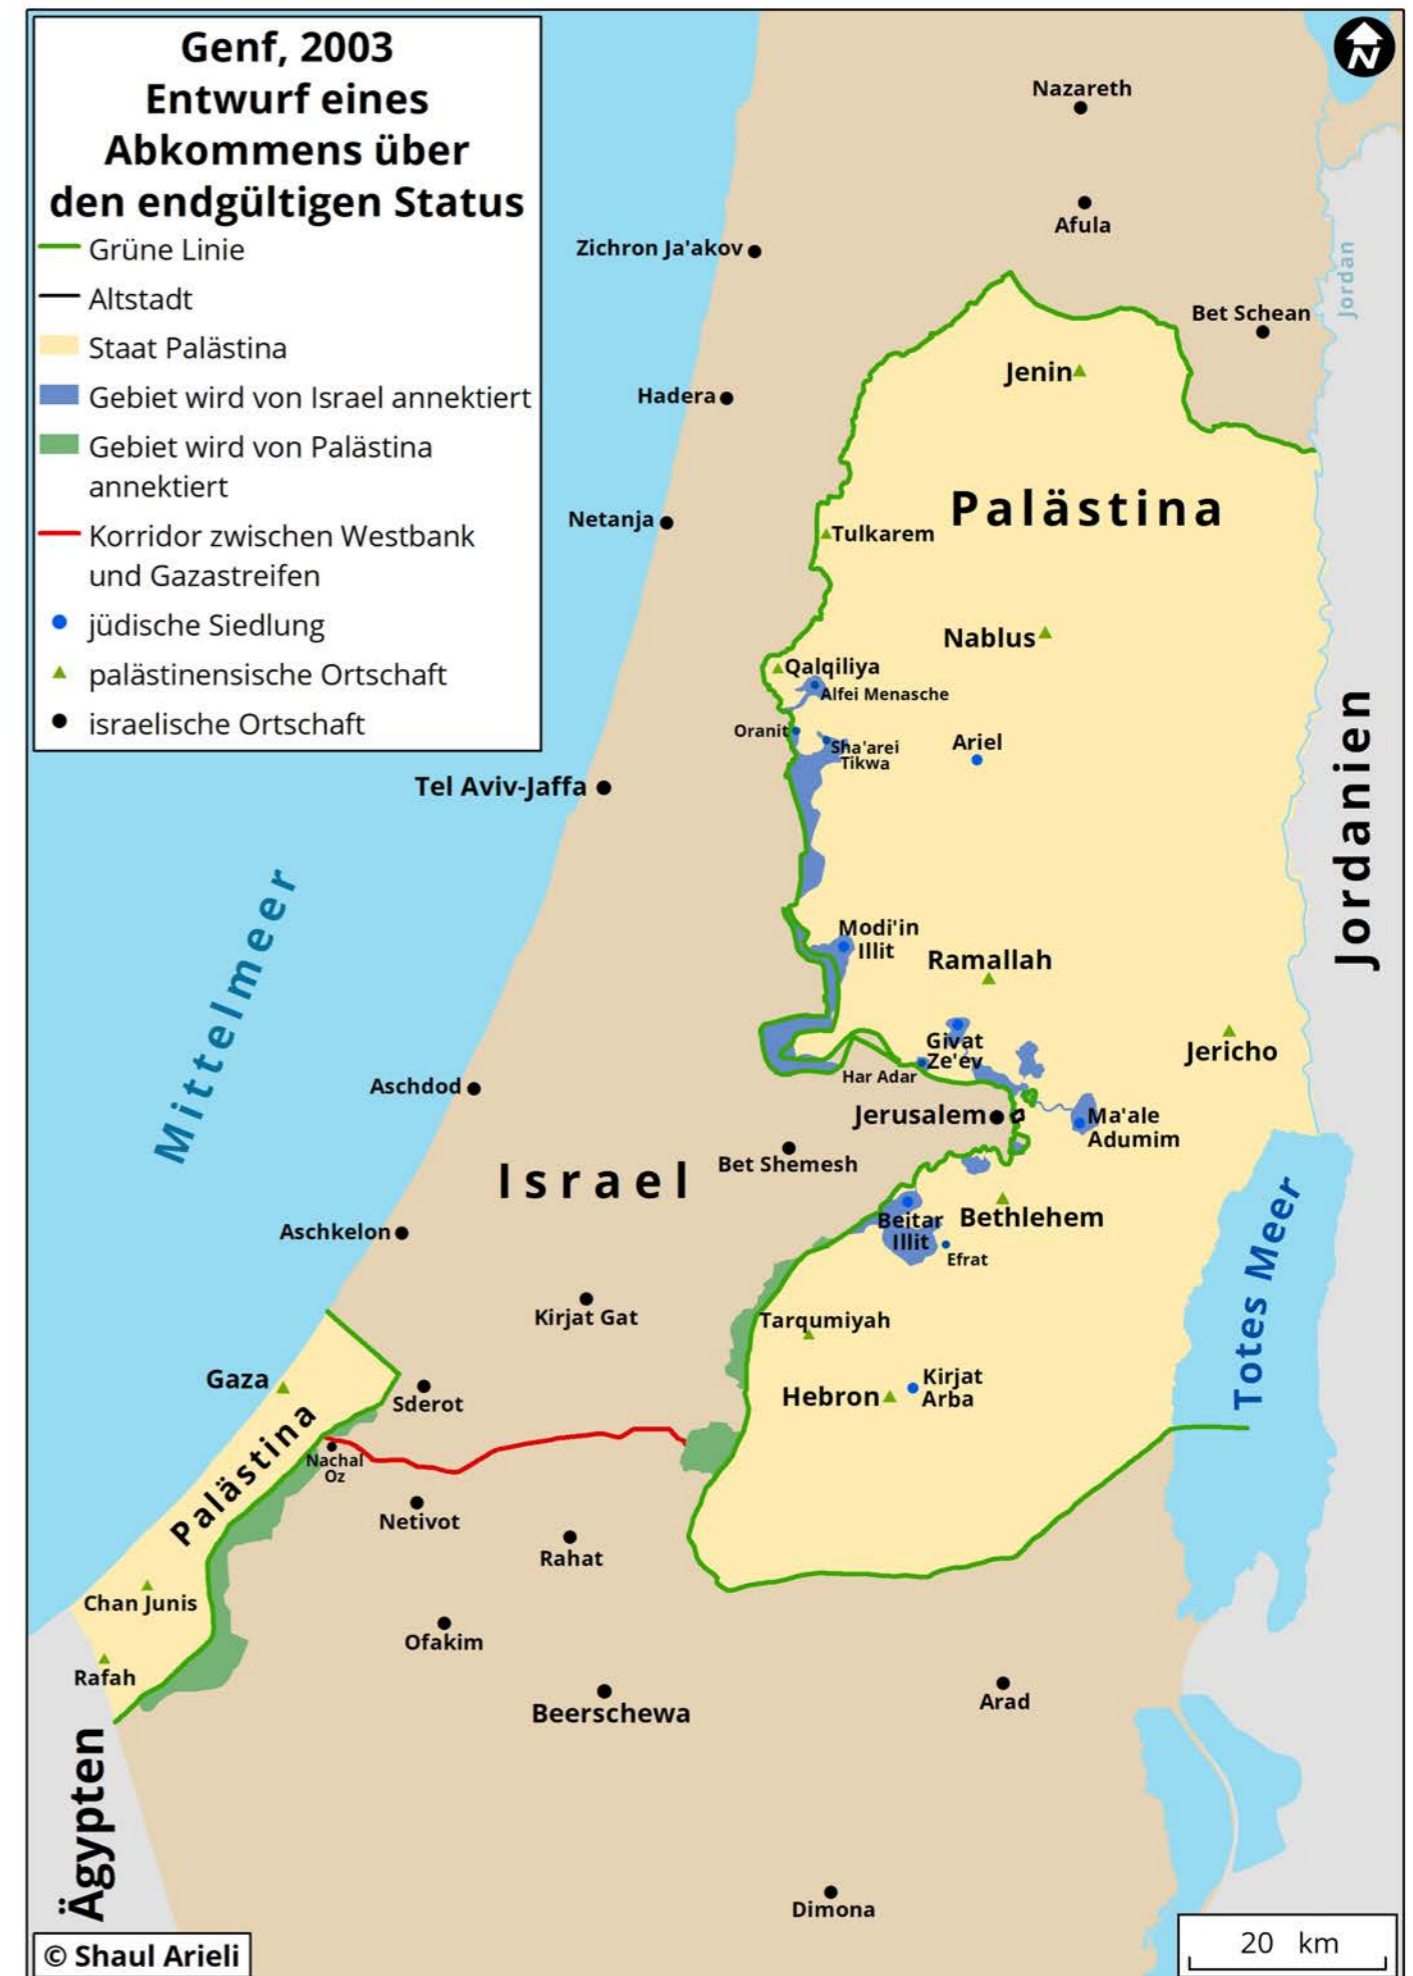 Genf, 2003
Entwurf eines
Abkommens über
den endgültigen Status
Grüne Linie
Altstadt
Staat Palästina
Gebiet wird von Israel annektiert
Gebiet wird von Palästina
annektiert
Korridor zwischen Westbank
und Gazastreifen
jüdische Siedlung
palästinensische Ortschaft
israelische Ortschaft
N
Nazareth
Afula
Zichron Ja'akov
Jordan
Bet Schean
Jenin
Hadera
Palästina
Netanja
Tulkarem
Nablus
Qalqiliya
Alfei Menasche
Oranit
Sha'arei
Tikwa
Ariel
Tel Aviv-Jaffa
Jordanien
Mittelmeer
Modi'in
Illit
Ramallah
Givat
Ze'ev
Jericho
Har Adar
Aschdod
Jerusalem
Ma'ale
Adumim
Bet Shemesh
Israel
Beitar
Illit
Bethlehem
Efrat
Aschkelon
Totes Meer
Kirjat Gat
Tarqumiyah
Gaza
Sderot
Hebron
Kirjat
Arba
Palästina
Nachal
Oz
Netivot
Rahat
Chan Junis
Ofakim
Rafah
Beerschewa
Arad
Ägypten
Dimona
© Shaul Arieli
20 km